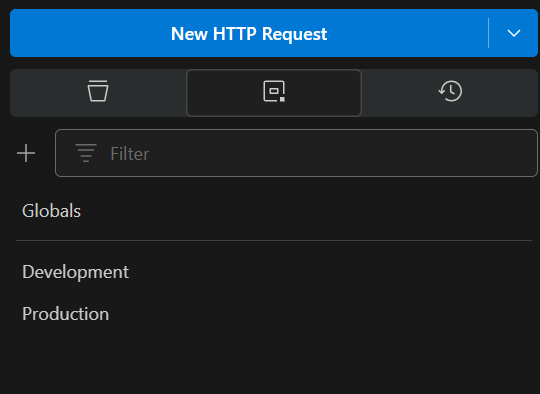 New HTTP Request
Filter
Globals
Development
Production